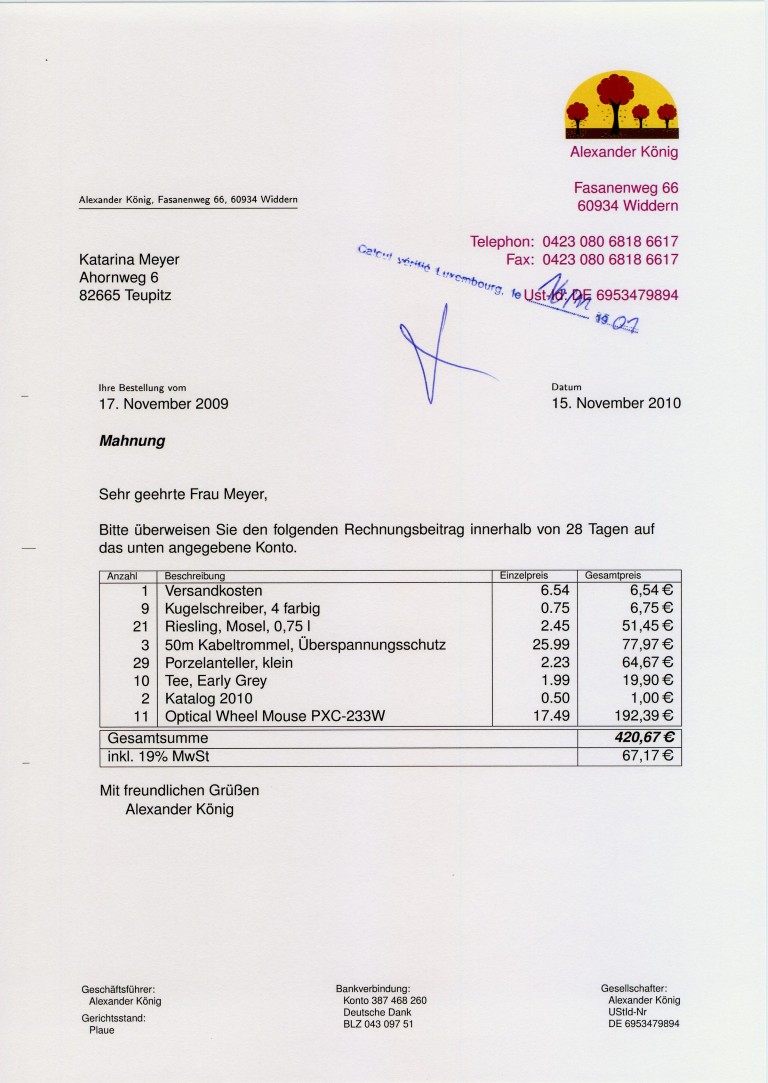 Alexander König
Fasanenweg 66
60934 Widdern
Alexander König, Fasanenweg 66, 60934 Widdern
Telephon: 0423 080 6818 6617
Fax: 0423 080 6818 6617
Katarina Meyer
Ahornweg 6
82665 Teupitz
Calcul vérifié Luxembourg, le
Ust-Id: DE 6953479894
19 01
Ihre Bestellung vom
17. November 2009
Datum
15. November 2010
Mahnung
Sehr geehrte Frau Meyer,
Bitte überweisen Sie den folgenden Rechnungsbeitrag innerhalb von 28 Tagen auf
das unten angegebene Konto.
Anzahl Beschreibung Einzelpreis Gesamtpreis
1 Versandkosten 6.54 6,54 €
9 Kugelschreiber, 4 farbig 0.75 6,75 €
21 Riesling, Mosel, 0,75 l 2.45 51,45 €
3 50m Kabeltrommel, Überspannungsschutz 25.99 77,97 €
29 Porzelanteller, klein 2.23 64,67 €
10 Tee, Early Grey 1.99 19,90 €
2 Katalog 2010 0.50 1,00 €
11 Optical Wheel Mouse PXC-233W 17.49 192,39 €
Gesamtsumme 420,67 €
inkl. 19% MwSt 67,17 €
Mit freundlichen Grüßen
Alexander König
Geschäftsführer:
Alexander König
Gerichtsstand:
Plaue
Bankverbindung:
Konto 387 468 260
Deutsche Dank
BLZ 043 097 51
Gesellschafter:
Alexander König
UStId-Nr
DE 6953479894